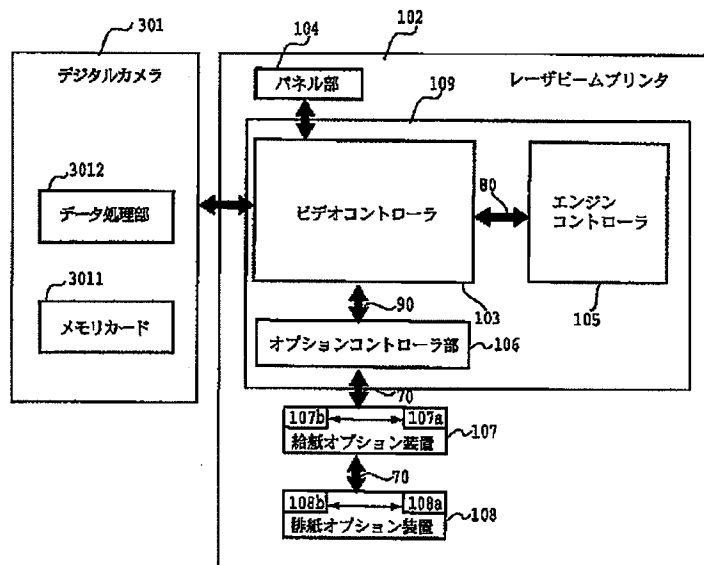 301
デジタルカメラ
3012
データ処理部
3011
メモリカード
102
104
パネル部
レーザビームプリンタ
109
ビデオコントローラ
80
エンジン
コントローラ
103
105
90
オプションコントローラ部
106
70
107b
107a
給紙オプション装置
107
70
108b
108a
排紙オプション装置
108